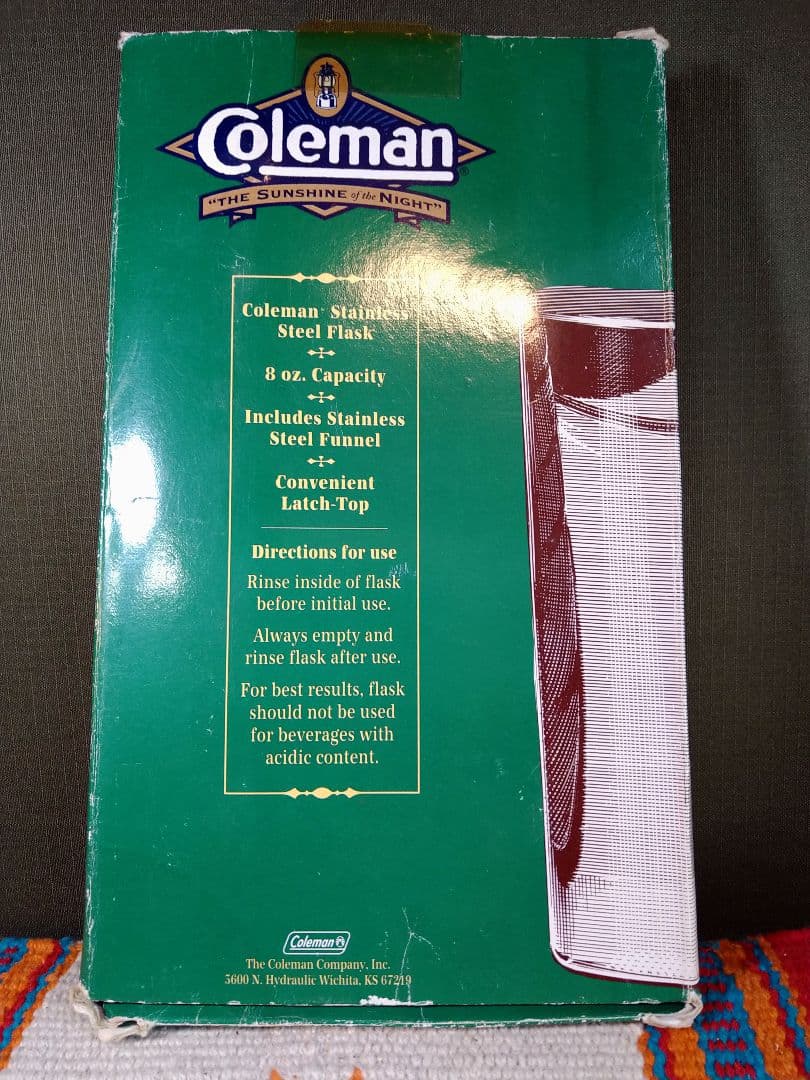 Coleman®
"THE SUNSHINE of the NIGHT"
Coleman™ Stainless
Steel Flask
8 oz. Capacity
Includes Stainless
Steel Funnel
Convenient
Latch-Top
Directions for use
Rinse inside of flask
before initial use.
Always empty and
rinse flask after use.
For best results, flask
should not be used
for beverages with
acidic content.
Coleman
The Coleman Company, Inc.
3600 N. Hydraulic Wichita, KS 67219